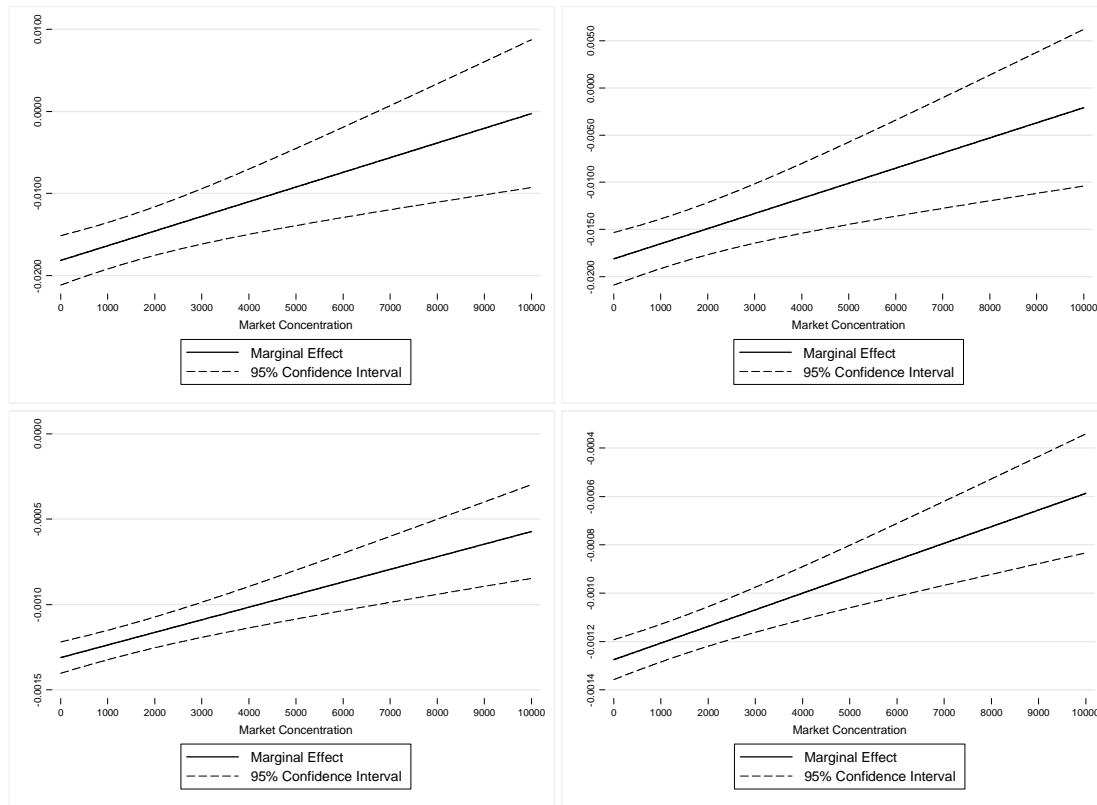 0.0100
0.0000
-0.0100
-0.0200
0 1000 2000 3000 4000 5000 6000 7000 8000 9000 10000
Market Concentration
Marginal Effect
95% Confidence Interval
0.0050
0.0000
-0.0050
-0.0100
-0.0150
-0.0200
0 1000 2000 3000 4000 5000 6000 7000 8000 9000 10000
Market Concentration
Marginal Effect
95% Confidence Interval
0.0000
-0.0005
-0.0010
-0.0015
0 1000 2000 3000 4000 5000 6000 7000 8000 9000 10000
Market Concentration
Marginal Effect
95% Confidence Interval
-0.0004
-0.0006
-0.0008
-0.0010
-0.0012
-0.0014
0 1000 2000 3000 4000 5000 6000 7000 8000 9000 10000
Market Concentration
Marginal Effect
95% Confidence Interval